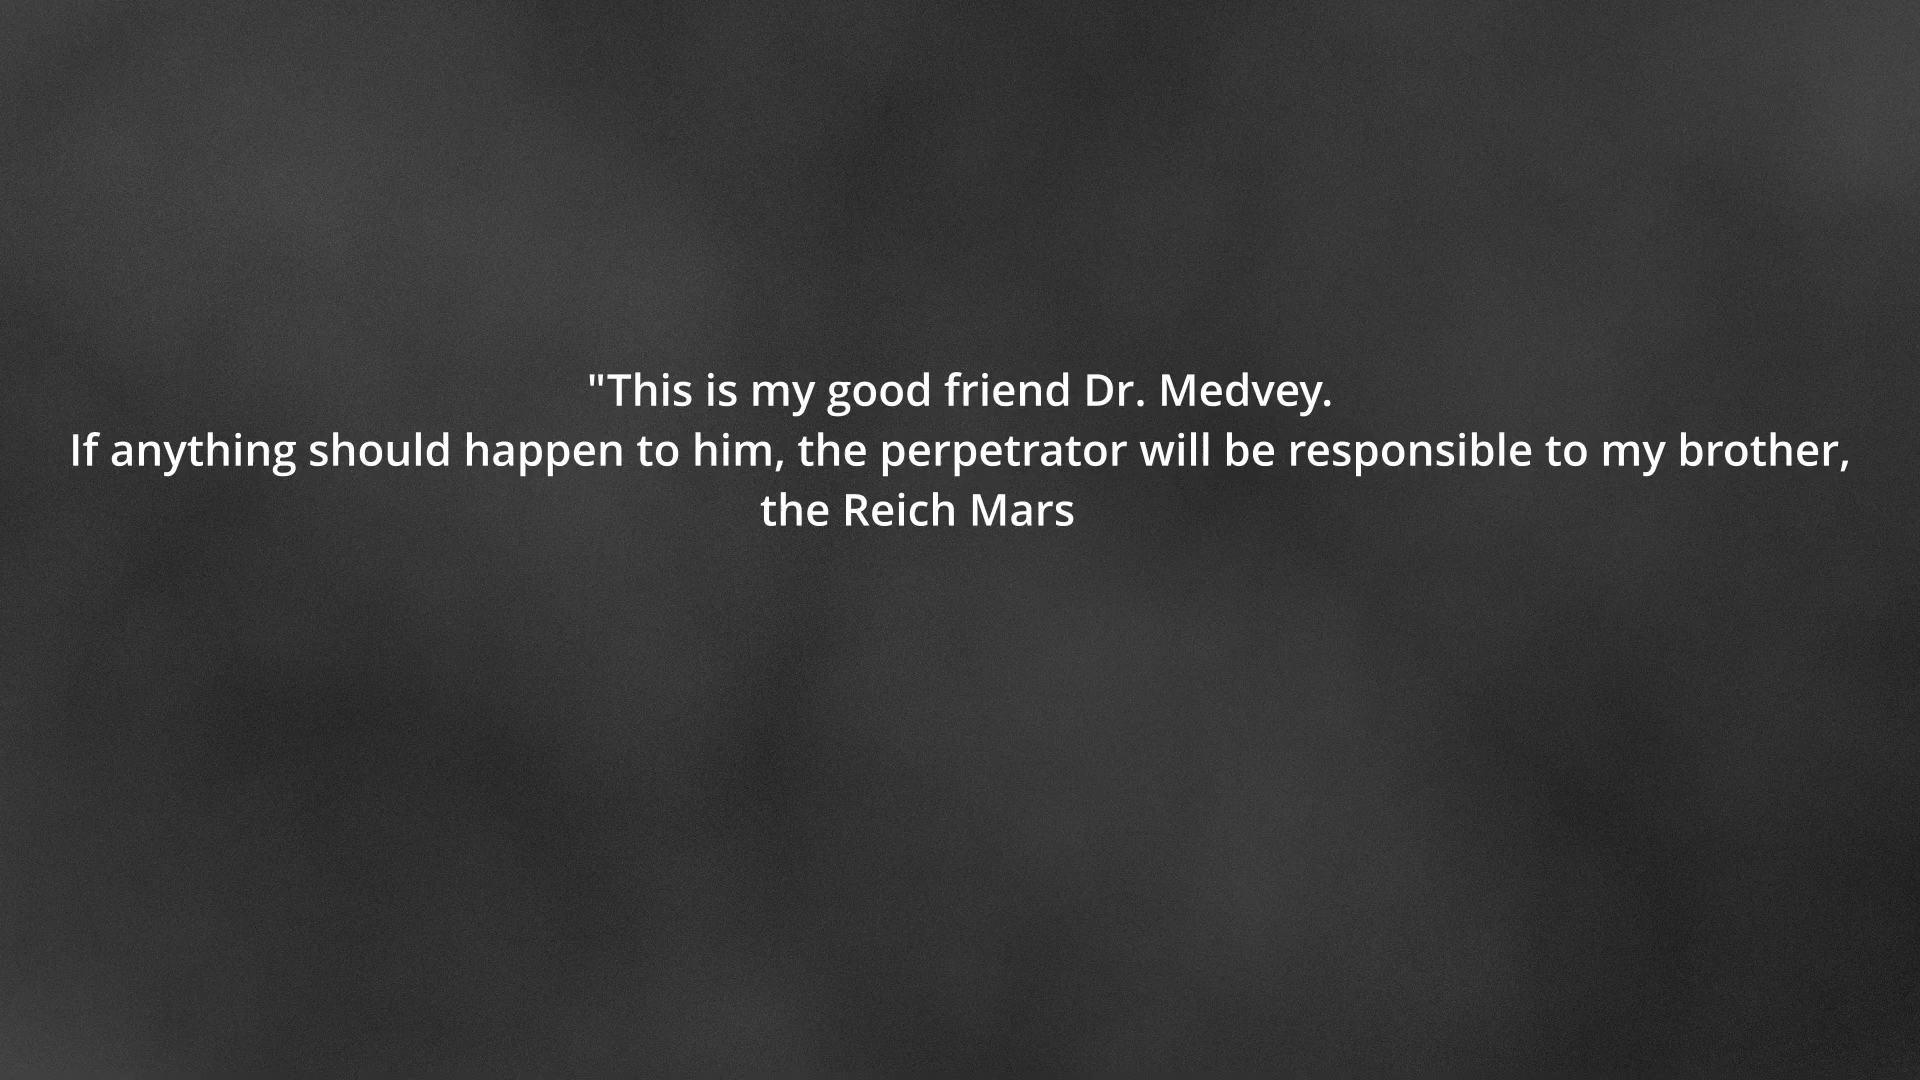 "This is my good friend Dr. Medvey.
If anything should happen to him, the perpetrator will be responsible to my brother,
the Reich Mars